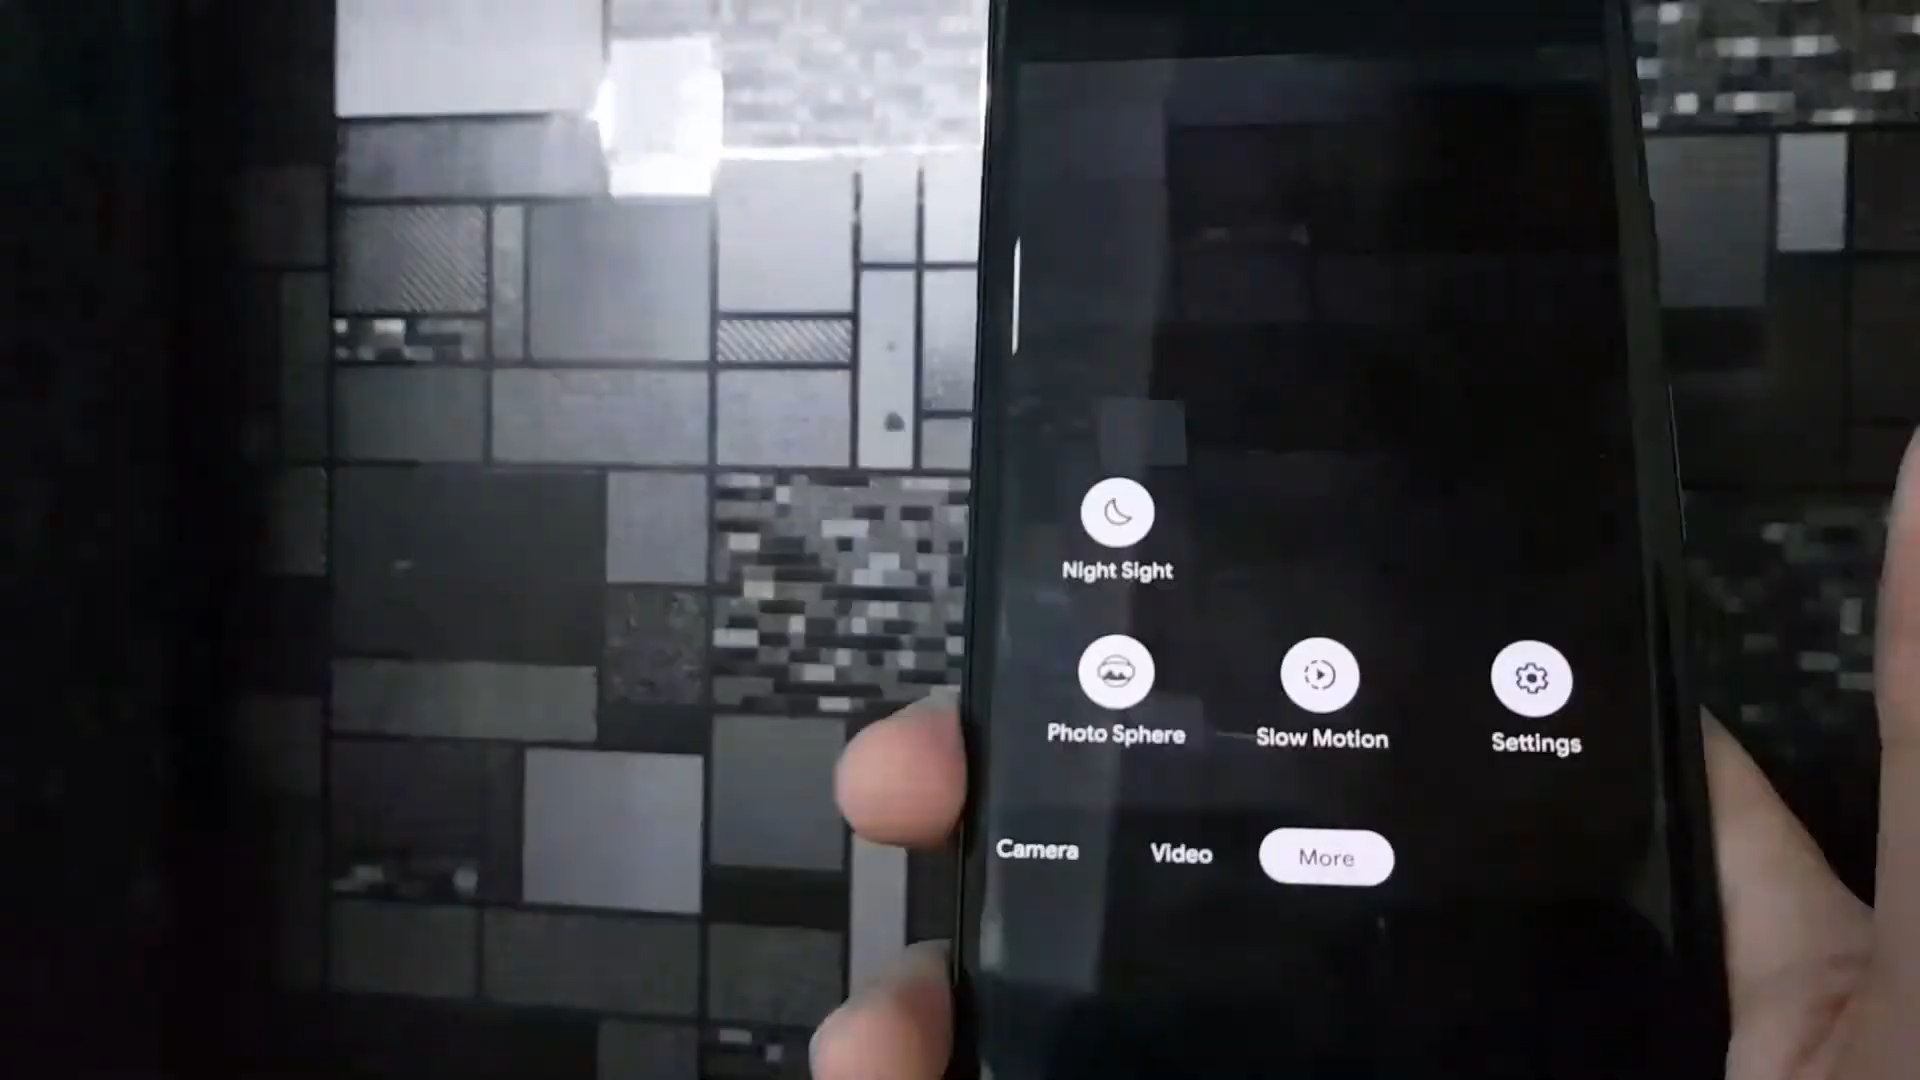 Night Sight
Photo Sphere
Slow Motion
Settings
Camera
Video
More